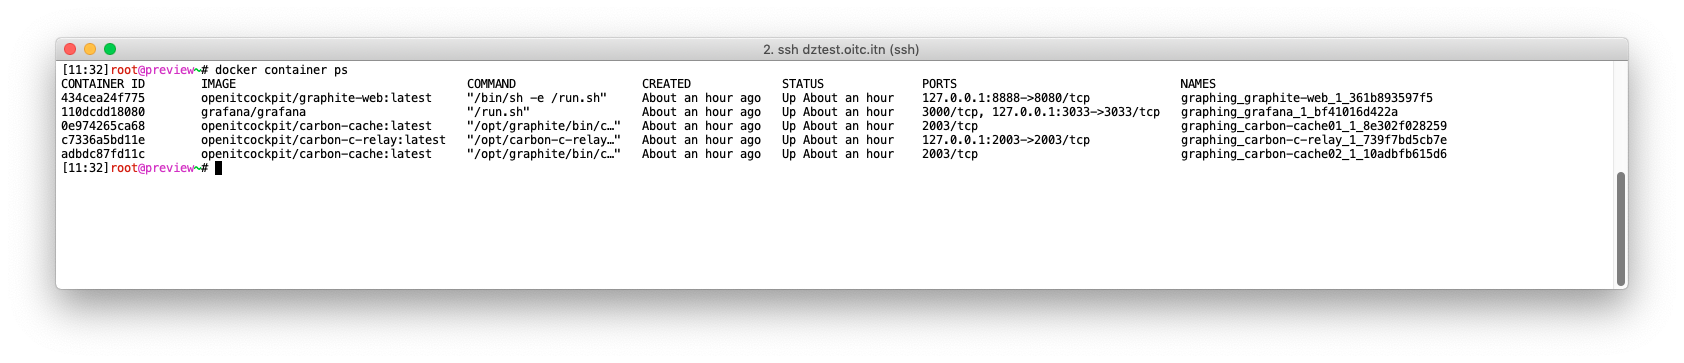 2. ssh dztest.oitc.itn (ssh)
[11:32]root@preview~# docker container ps
CONTAINER ID        IMAGE                                 COMMAND                  CREATED             STATUS              PORTS                                NAMES
434cea24f775        openitcockpit/graphite-web:latest     "/bin/sh -e /run.sh"     About an hour ago   Up About an hour    127.0.0.1:8888->8080/tcp             graphing_graphite-web_1_361b893597f5
110dcdd18080        grafana/grafana                       "/run.sh"                About an hour ago   Up About an hour    3000/tcp, 127.0.0.1:3033->3033/tcp   graphing_grafana_1_bf41016d422a
0e974265ca68        openitcockpit/carbon-cache:latest     "/opt/graphite/bin/c…"   About an hour ago   Up About an hour    2003/tcp                             graphing_carbon-cache01_1_8e302f028259
c7336a5bd11e        openitcockpit/carbon-c-relay:latest   "/opt/carbon-c-relay…"   About an hour ago   Up About an hour    127.0.0.1:2003->2003/tcp             graphing_carbon-c-relay_1_739f7bd5cb7e
adbdc87fd11c        openitcockpit/carbon-cache:latest     "/opt/graphite/bin/c…"   About an hour ago   Up About an hour    2003/tcp                             graphing_carbon-cache02_1_10adbfb615d6
[11:32]root@preview~#